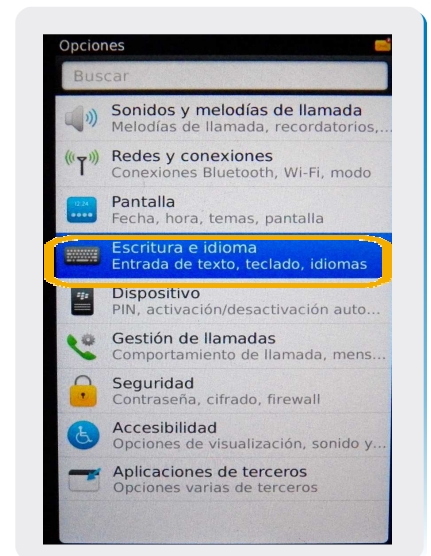 Opciones
Buscar
Sonidos y melodías de llamada
Melodías de llamada, recordatorios,...
Redes y conexiones
Conexiones Bluetooth, Wi-Fi, modo
12:24
Pantalla
Fecha, hora, temas, pantalla
Escritura e idioma
Entrada de texto, teclado, idiomas
Dispositivo
PIN, activación/desactivación auto...
Gestión de llamadas
Comportamiento de llamada, mens...
Seguridad
Contraseña, cifrado, firewall
Accesibilidad
Opciones de visualización, sonido y...
Aplicaciones de terceros
Opciones varias de terceros